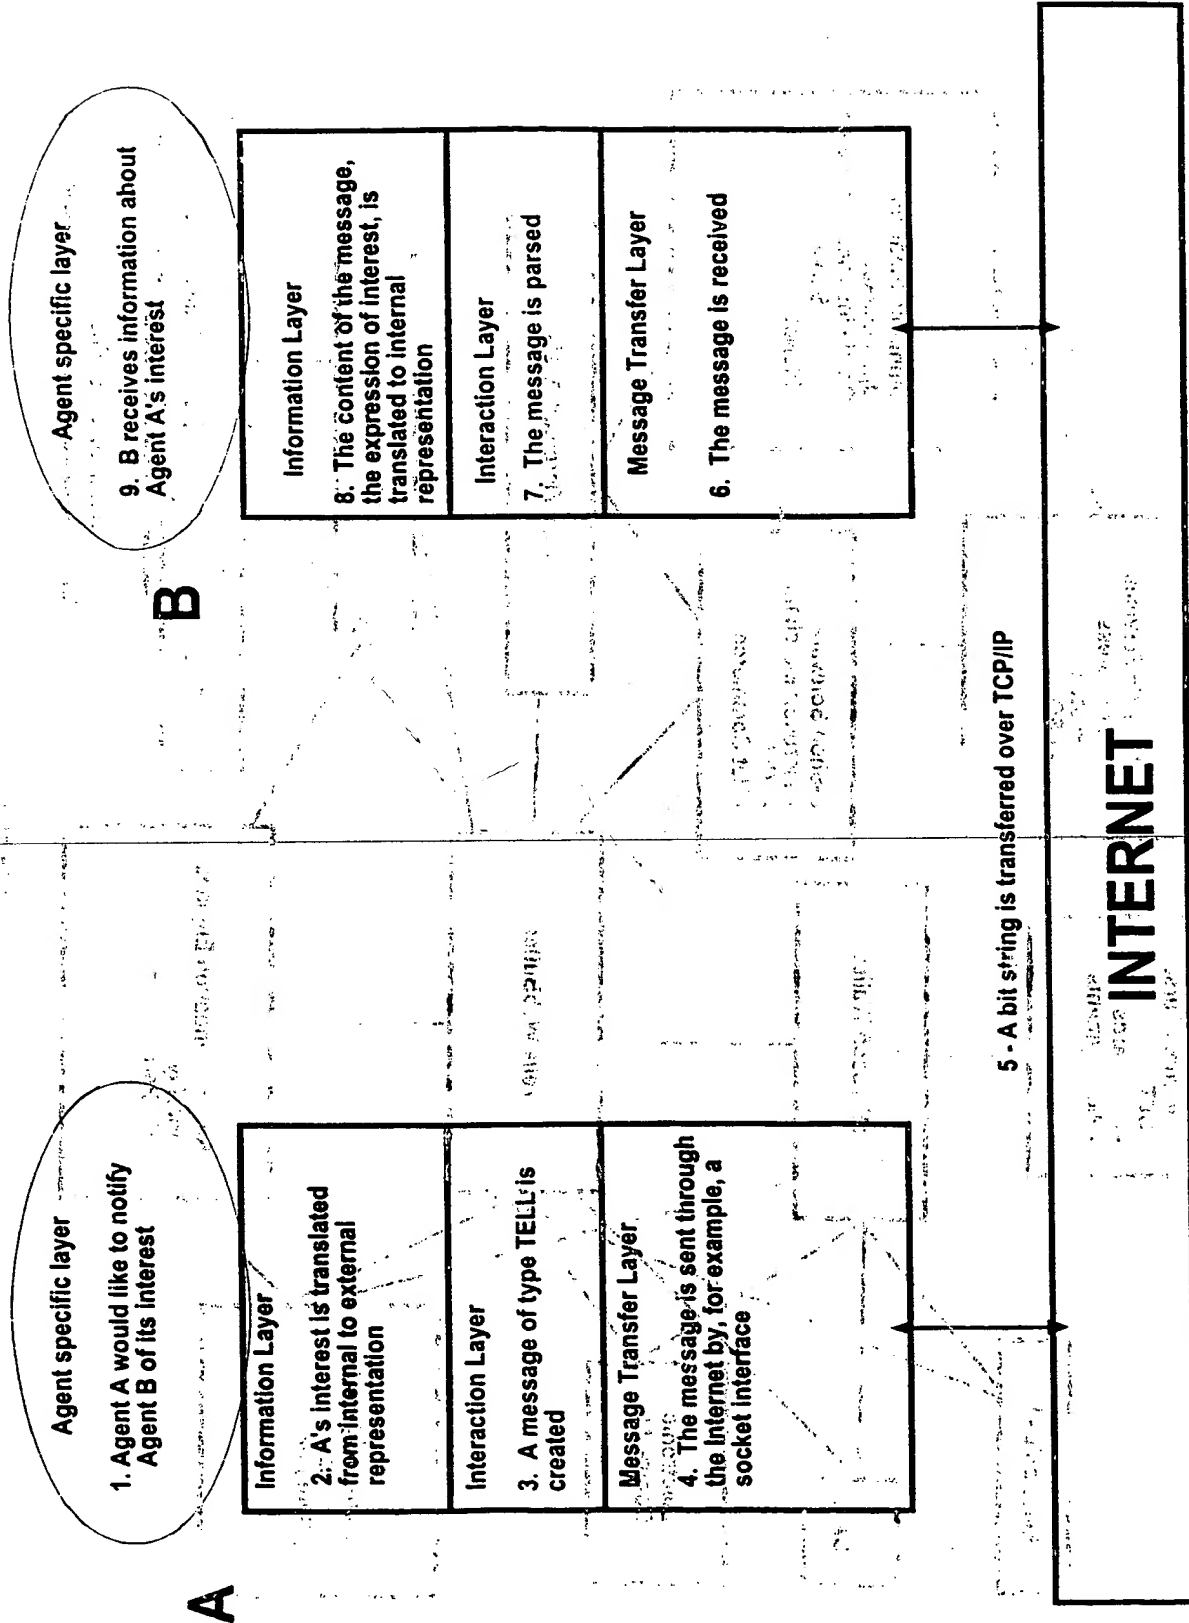 A
Agent specific layer
1. Agent A would like to notify
Agent B of its interest
Information Layer
2. A's interest is translated
from internal to external
representation
Interaction Layer
3. A message of type TELL is
created
Message Transfer Layer
4. The message is sent through
the Internet by, for example, a
socket interface
B
Agent specific layer
9. B receives information about
Agent A's interest
Information Layer
8. The content of the message,
the expression of interest, is
translated to internal
representation
Interaction Layer
7. The message is parsed
Message Transfer Layer
6. The message is received
5 - A bit string is transferred over TCP/IP
INTERNET